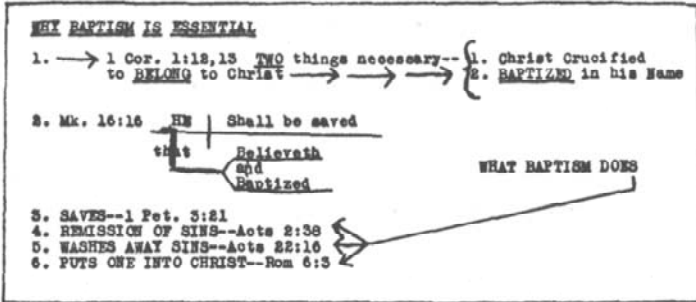 WHY BAPTISM IS ESSENTIAL
1. 1 Cor. 1:12,13 TWO things necessary-- 1. Christ Crucified
to BELONG to Christ 2. BAPTIZED in his Name
2. Mk. 16:16 HE Shall be saved
that Believeth
and
Baptized
WHAT BAPTISM DOES
3. SAVES--1 Pet. 3:21
4. REMISSION OF SINS--Acts 2:38
5. WASHES AWAY SINS--Acts 22:16
6. PUTS ONE INTO CHRIST--Rom 6:3